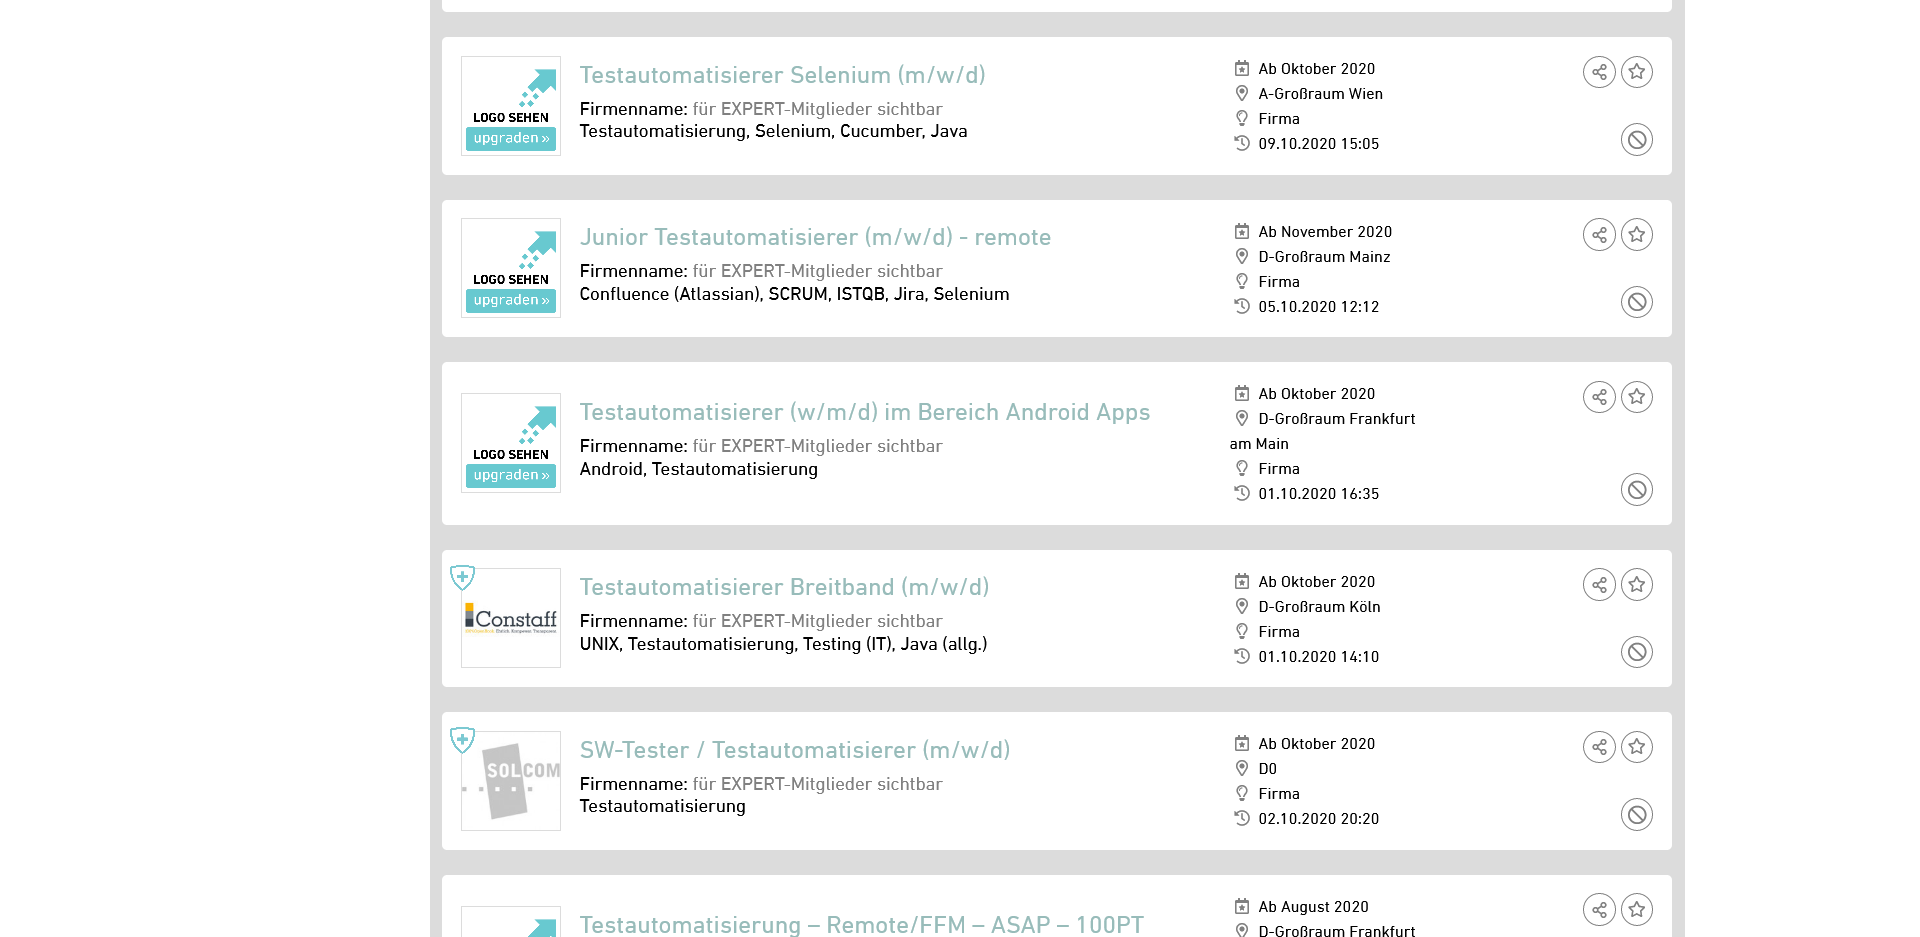 Testautomatisierer Selenium (m/w/d)
Firmenname: für EXPERT-Mitglieder sichtbar
Testautomatisierung, Selenium, Cucumber, Java
LOGO SEHEN
upgraden »
Ab Oktober 2020
A-Großraum Wien
Firma
09.10.2020 15:05
Junior Testautomatisierer (m/w/d) - remote
Firmenname: für EXPERT-Mitglieder sichtbar
Confluence (Atlassian), SCRUM, ISTQB, Jira, Selenium
LOGO SEHEN
upgraden »
Ab November 2020
D-Großraum Mainz
Firma
05.10.2020 12:12
Testautomatisierer (w/m/d) im Bereich Android Apps
Firmenname: für EXPERT-Mitglieder sichtbar
Android, Testautomatisierung
LOGO SEHEN
upgraden »
Ab Oktober 2020
D-Großraum Frankfurt
am Main
Firma
01.10.2020 16:35
Testautomatisierer Breitband (m/w/d)
Firmenname: für EXPERT-Mitglieder sichtbar
UNIX, Testautomatisierung, Testing (IT), Java (allg.)
Constaff
Ab Oktober 2020
D-Großraum Köln
Firma
01.10.2020 14:10
SW-Tester / Testautomatisierer (m/w/d)
Firmenname: für EXPERT-Mitglieder sichtbar
Testautomatisierung
SOLCOM
Ab Oktober 2020
D0
Firma
02.10.2020 20:20
Testautomatisierung – Remote/FFM – ASAP – 100PT
Ab August 2020
D-Großraum Frankfurt